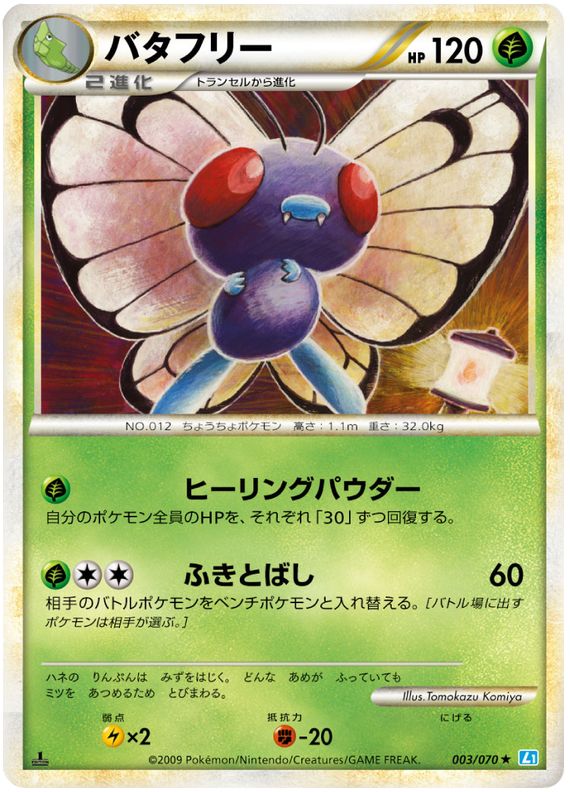 バタフリー
HP 120
2進化
トランセルから進化
NO.012 ちょうちょポケモン 高さ:1.1m 重さ:32.0kg
ヒーリングパウダー
自分のポケモン全員のHPを、それぞれ「30」ずつ回復する。
ふきとばし 60
相手のバトルポケモンをベンチポケモンと入れ替える。[バトル場に出す
ポケモンは相手が選ぶ。]
ハネの りんぷんは みずをはじく。どんな あめが ふっていても
ミツを あつめるため とびまわる。
Illus.Tomokazu Komiya
弱点 抵抗力 にげる
×2 -20
1 EDITION
©2009 Pokémon/Nintendo/Creatures/GAME FREAK.
003/070 ★ L1